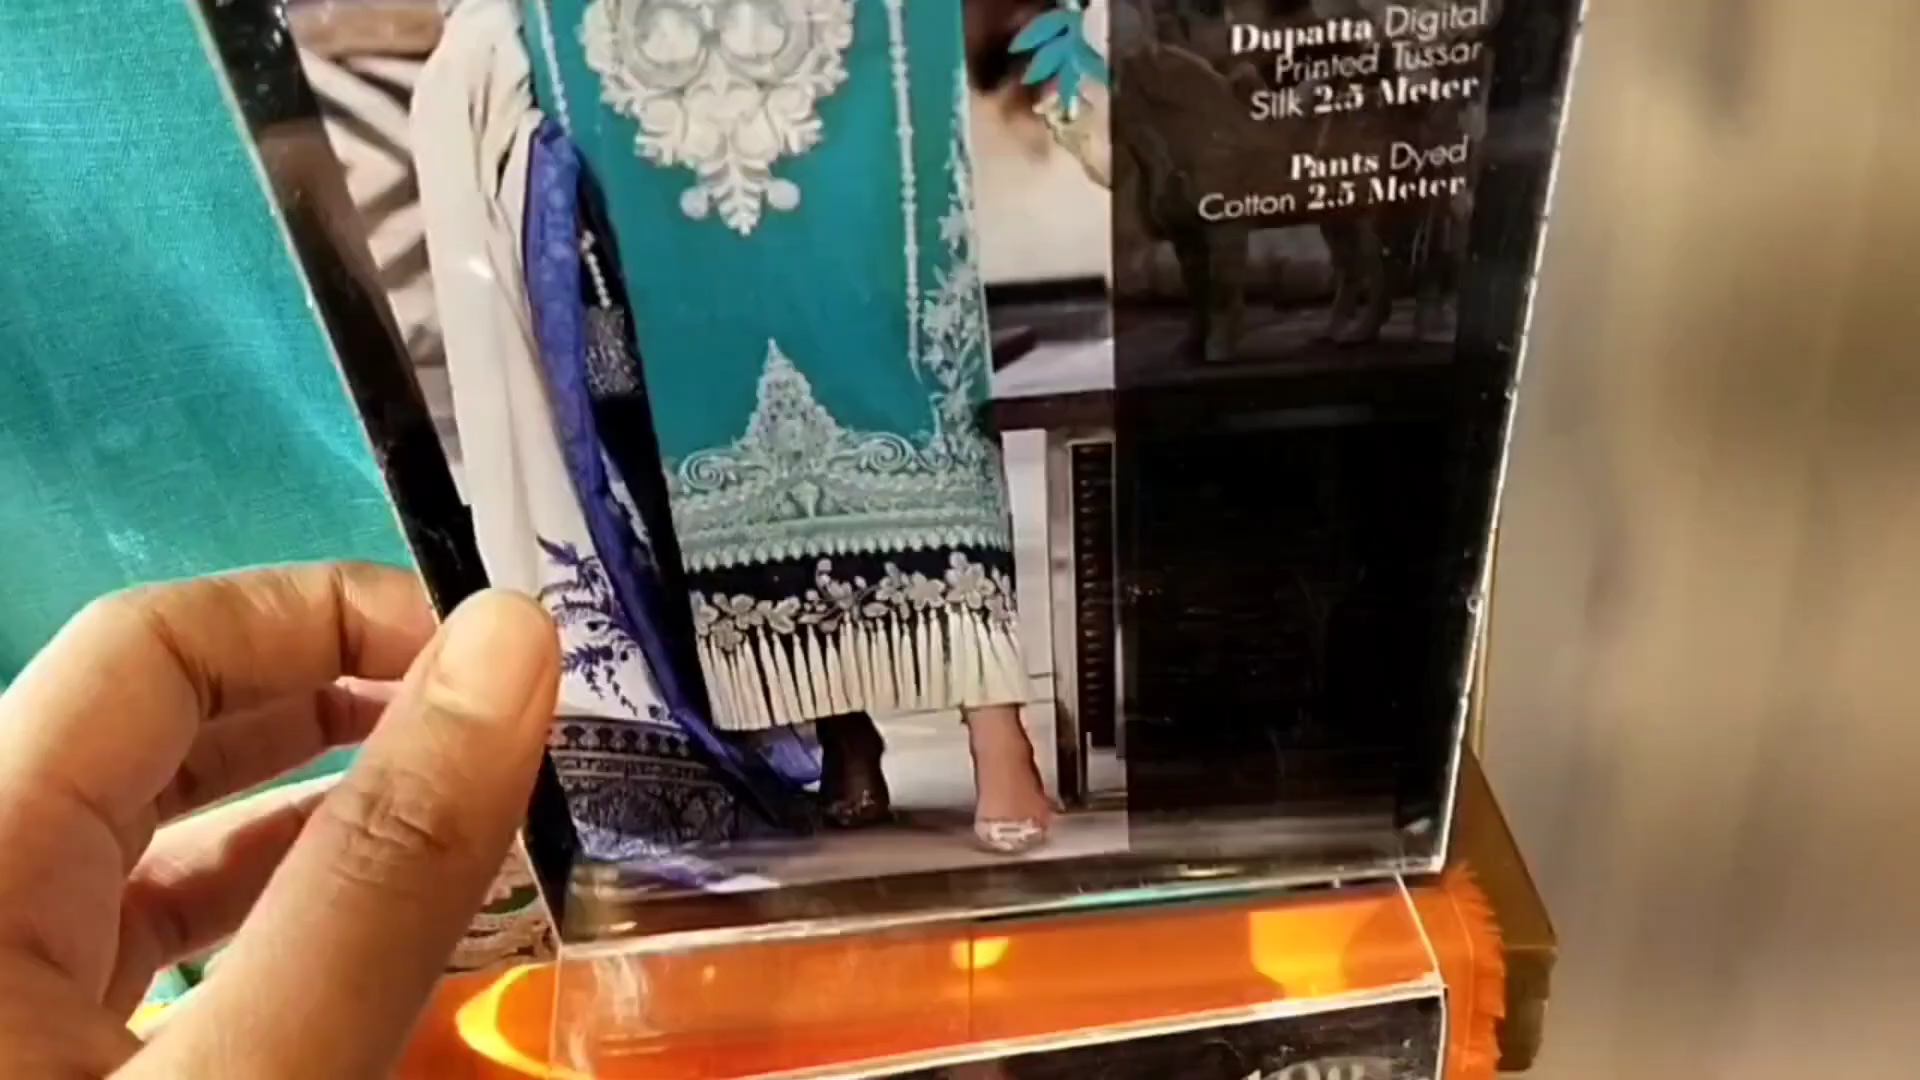 Dupatta Digital
Printed Tussar
Silk 2.5 Meter
Pants Dyed
Cotton 2.5 Meter